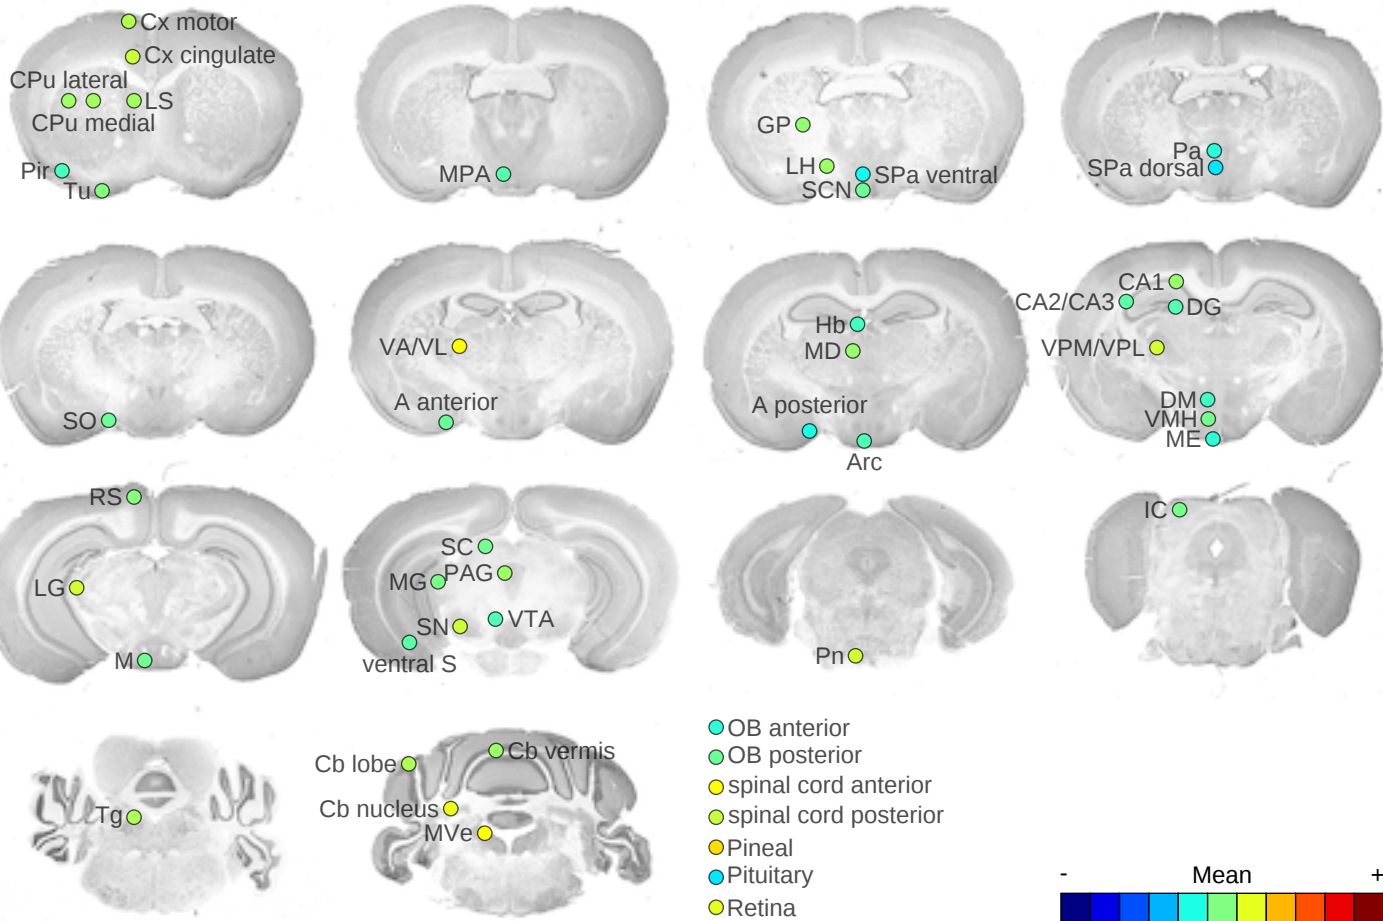 Cx motor
Cx cingulate
CPu lateral
LS
CPu medial
Pir
Tu
MPA
GP
LH
SPa ventral
SCN
Pa
SPa dorsal
SO
VA/VL
A anterior
Hb
MD
A posterior
Arc
CA1
CA2/CA3
DG
VPM/VPL
DM
VMH
ME
RS
LG
M
SC
MG
PAG
SN
VTA
ventral S
Pn
IC
Tg
Cb lobe
Cb vermis
Cb nucleus
MVe
OB anterior
OB posterior
spinal cord anterior
spinal cord posterior
Pineal
Pituitary
Retina
- Mean +